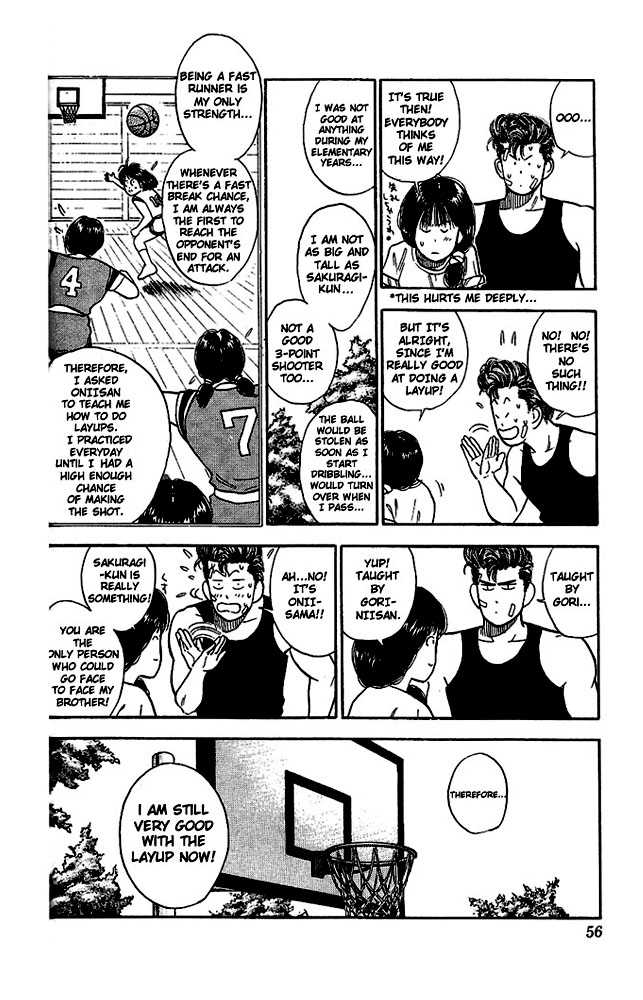 OOO...
IT'S TRUE
THEN!
EVERYBODY
THINKS
OF ME
THIS WAY!
*THIS HURTS ME DEEPLY...
NO! NO!
THERE'S
NO
SUCH
THING!!
BUT IT'S
ALRIGHT,
SINCE I'M
REALLY GOOD
AT DOING A
LAYUP!
I WAS NOT
GOOD AT
ANYTHING
DURING MY
ELEMENTARY
YEARS...
I AM NOT
AS BIG AND
TALL AS
SAKURAGI-
KUN...
NOT A
GOOD
3-POINT
SHOOTER
TOO...
THE BALL
WOULD BE
STOLEN AS
SOON AS
I START
DRIBBLING...
WOULD TURN
OVER WHEN
I PASS...
BEING A FAST
RUNNER IS
MY ONLY
STRENGTH...
WHENEVER
THERE'S A FAST
BREAK CHANCE,
I AM ALWAYS
THE FIRST TO
REACH THE
OPPONENT'S
END FOR AN
ATTACK.
4
7
THEREFORE,
I ASKED
ONIISAN
TO TEACH ME
HOW TO DO
LAYUPS.
I PRACTICED
EVERYDAY
UNTIL I HAD A
HIGH ENOUGH
CHANCE
OF MAKING
THE SHOT.
TAUGHT
BY
GORI...
YUP!
TAUGHT
BY
GORI-
NIISAN.
AH...NO!
IT'S
ONII-
SAMA!!
SAKURAGI
-KUN IS
REALLY
SOMETHING!
YOU ARE
THE
ONLY PERSON
WHO COULD
GO FACE
TO FACE MY
BROTHER!
THEREFORE...
I AM STILL
VERY GOOD
WITH THE
LAYUP NOW!
56